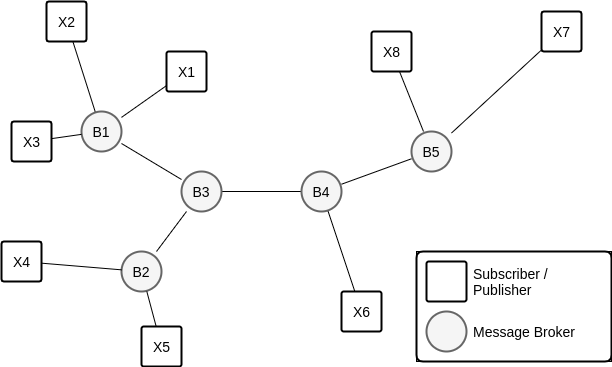 X2
X7
X8
X1
B1
X3
B5
B3
B4
X4
B2
X6
X5
Subscriber /
Publisher
Message Broker